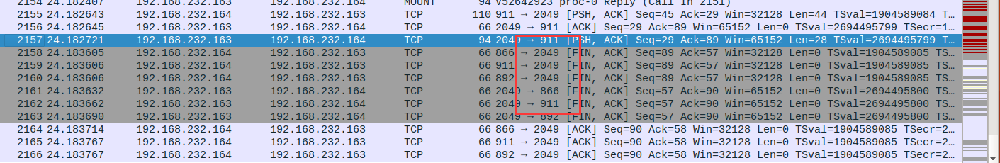 2154 24.182407 192.168.232.163 192.168.232.164 MOUNT 94 V52642923 proc-0 Reply (Call In 2151)
2155 24.182643 192.168.232.164 192.168.232.163 TCP 110 911 → 2049 [PSH, ACK] Seq=45 Ack=29 Win=32128 Len=44 TSval=1904589084 T…
2156 24.182645 192.168.232.163 192.168.232.164 TCP 66 2049 → 911 [ACK] Seq=29 Ack=89 Win=65152 Len=0 TSval=2694495799 TSecr=1…
2157 24.182721 192.168.232.163 192.168.232.164 TCP 94 2049 → 911 [PSH, ACK] Seq=29 Ack=89 Win=65152 Len=28 TSval=2694495799 T…
2158 24.183605 192.168.232.164 192.168.232.163 TCP 66 866 → 2049 [FIN, ACK] Seq=89 Ack=57 Win=32128 Len=0 TSval=1904589085 TS…
2159 24.183606 192.168.232.164 192.168.232.163 TCP 66 911 → 2049 [FIN, ACK] Seq=89 Ack=57 Win=32128 Len=0 TSval=1904589085 TS…
2160 24.183606 192.168.232.164 192.168.232.163 TCP 66 892 → 2049 [FIN, ACK] Seq=89 Ack=57 Win=32128 Len=0 TSval=1904589085 TS…
2161 24.183632 192.168.232.163 192.168.232.164 TCP 66 2049 → 866 [FIN, ACK] Seq=57 Ack=90 Win=65152 Len=0 TSval=2694495800 TS…
2162 24.183662 192.168.232.163 192.168.232.164 TCP 66 2049 → 911 [FIN, ACK] Seq=57 Ack=90 Win=65152 Len=0 TSval=2694495800 TS…
2163 24.183690 192.168.232.163 192.168.232.164 TCP 66 2049 → 892 [FIN, ACK] Seq=57 Ack=90 Win=65152 Len=0 TSval=2694495800 TS…
2164 24.183714 192.168.232.164 192.168.232.163 TCP 66 866 → 2049 [ACK] Seq=90 Ack=58 Win=32128 Len=0 TSval=1904589085 TSecr=2…
2165 24.183767 192.168.232.164 192.168.232.163 TCP 66 911 → 2049 [ACK] Seq=90 Ack=58 Win=32128 Len=0 TSval=1904589085 TSecr=2…
2166 24.183767 192.168.232.164 192.168.232.163 TCP 66 892 → 2049 [ACK] Seq=90 Ack=58 Win=32128 Len=0 TSval=1904589085 TSecr=2…